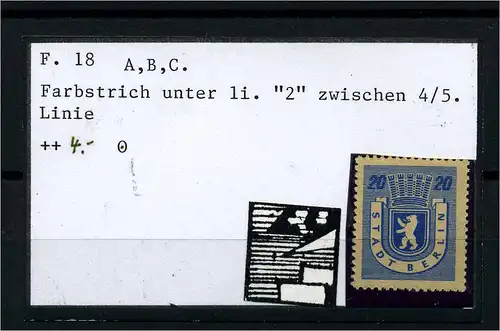 F. 18 A,B,C.
Farbstrich unter li. "2" zwischen 4/5.
Linie
++ 4.- 0
20 20
STADT BERLIN